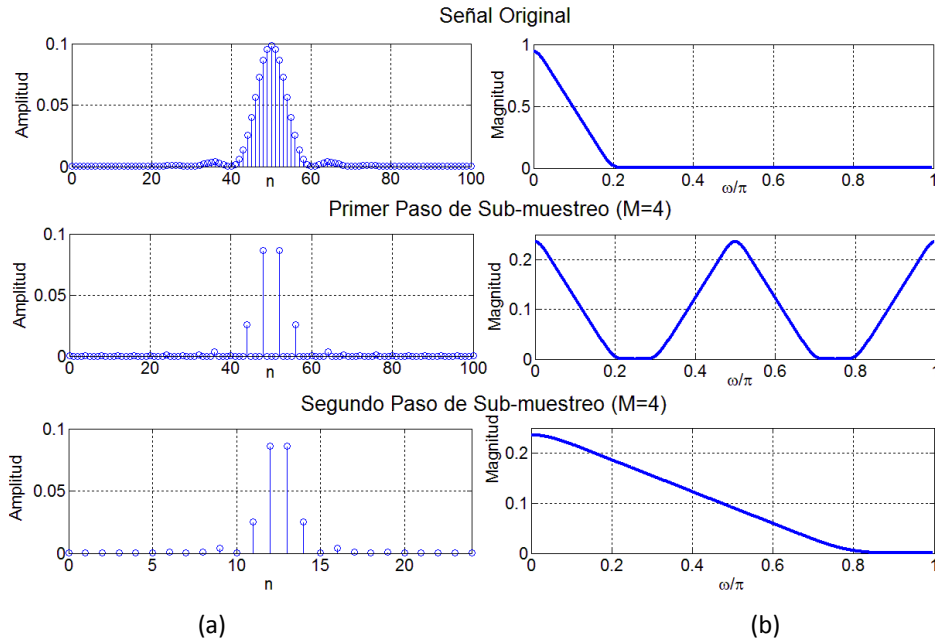 Señal Original
Amplitud
0.1
0.05
0
0 20 40 60 80 100
n
Magnitud
1
0.5
0
0 0.2 0.4 0.6 0.8 1
ω/π
Primer Paso de Sub-muestreo (M=4)
Amplitud
0.1
0.05
0
0 20 40 60 80 100
n
Magnitud
0.2
0.1
0
0 0.2 0.4 0.6 0.8 1
ω/π
Segundo Paso de Sub-muestreo (M=4)
Amplitud
0.1
0.05
0
0 5 10 15 20
n
Magnitud
0.2
0.1
0
0 0.2 0.4 0.6 0.8 1
ω/π
(a) (b)